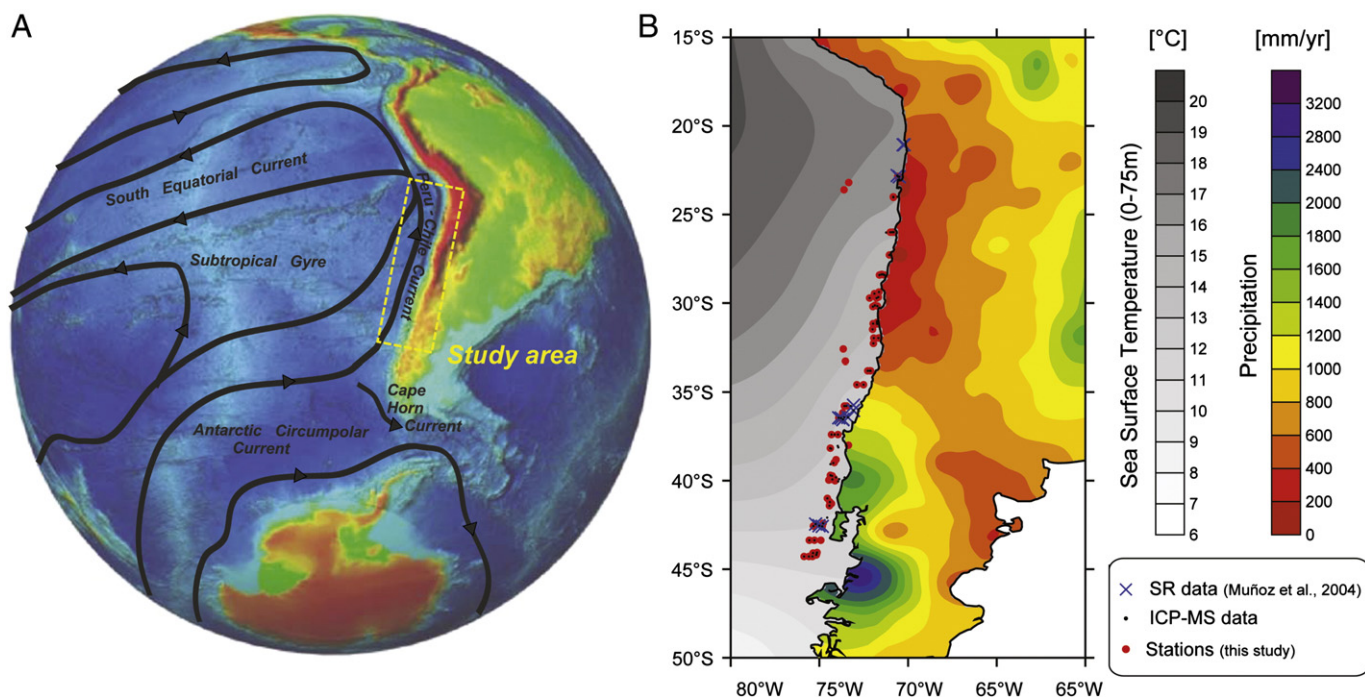 A
South Equatorial Current
Subtropical Gyre
Peru - Chile Current
Study area
Cape
Horn
Current
Antarctic Circumpolar
Current
B
15°S
20°S
25°S
30°S
35°S
40°S
45°S
50°S
80°W
75°W
70°W
65°W
65°W
[°C]
Sea Surface Temperature (0-75m)
20
19
18
17
16
15
14
13
12
11
10
9
8
7
6
[mm/yr]
Precipitation
3200
2800
2400
2000
1800
1600
1400
1200
1000
800
600
400
200
0
SR data (Muñoz et al., 2004)
ICP-MS data
Stations (this study)